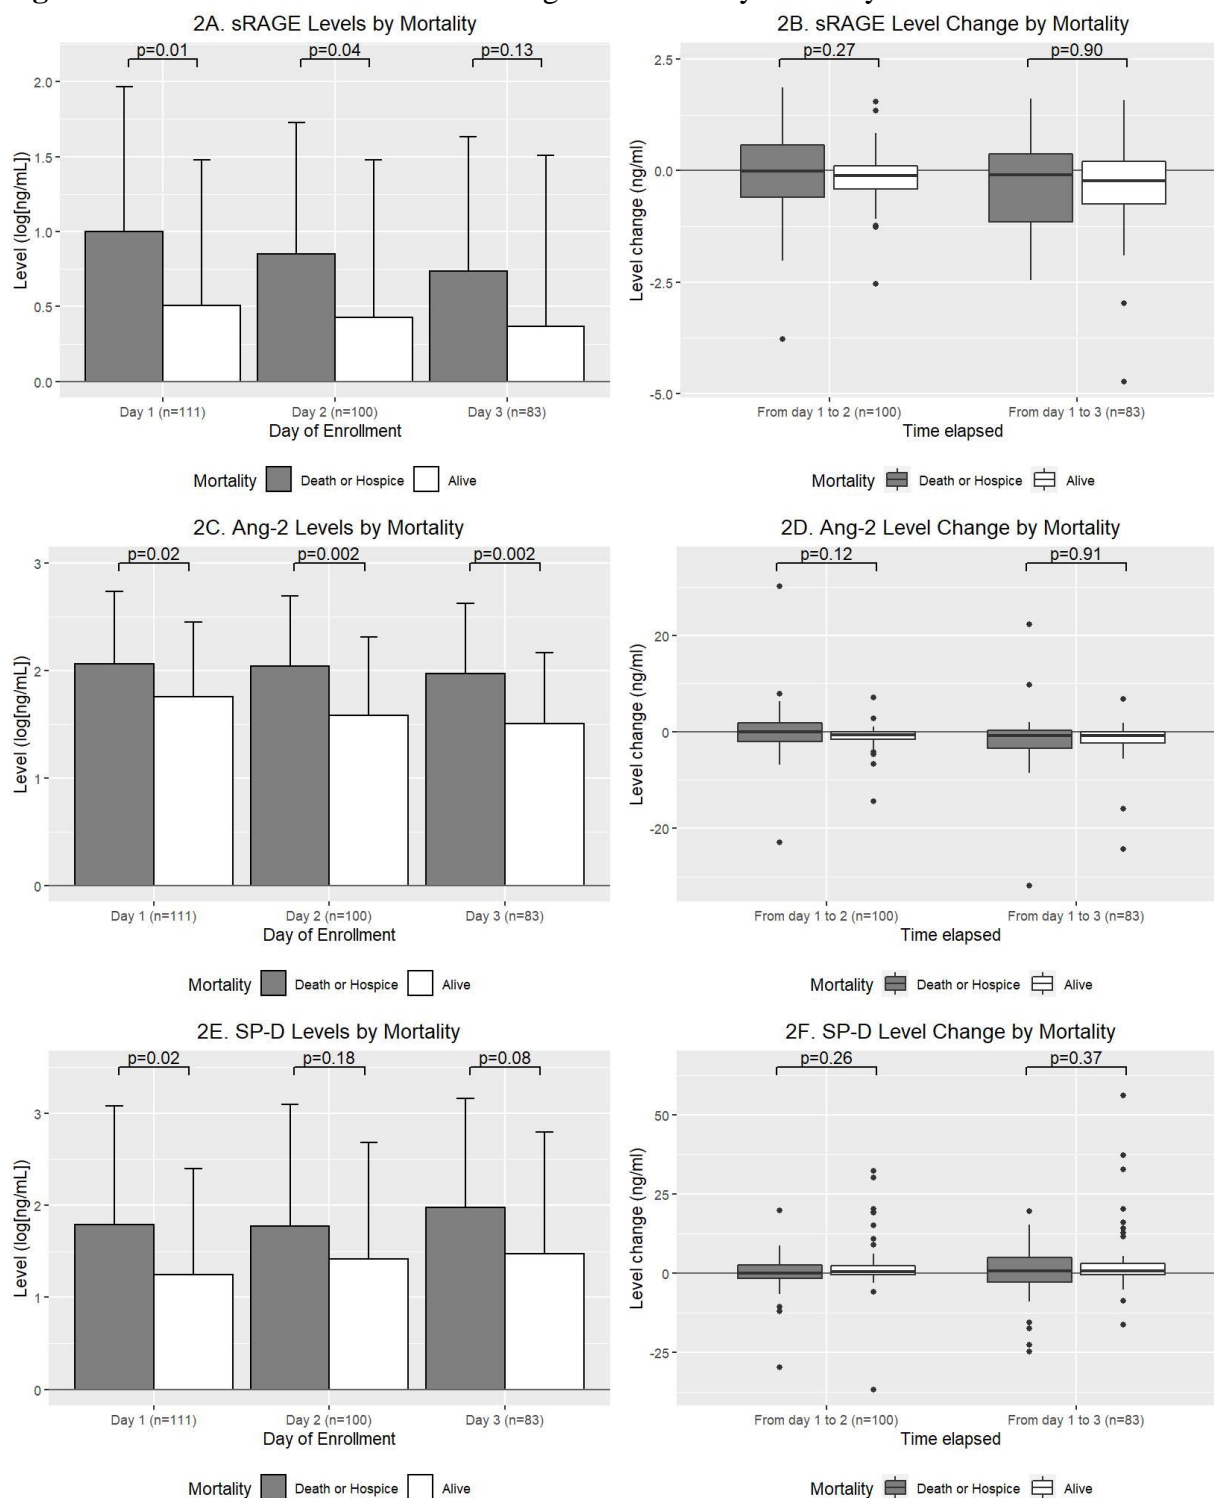 2A. sRAGE Levels by Mortality
p=0.01
p=0.04
p=0.13
2.0
1.5
1.0
0.5
0.0
Level (log[ng/mL])
Day 1 (n=111)
Day 2 (n=100)
Day 3 (n=83)
Day of Enrollment
Mortality Death or Hospice Alive
2B. sRAGE Level Change by Mortality
p=0.27
p=0.90
2.5
0.0
-2.5
-5.0
Level change (ng/ml)
From day 1 to 2 (n=100)
From day 1 to 3 (n=83)
Time elapsed
Mortality Death or Hospice Alive
2C. Ang-2 Levels by Mortality
p=0.02
p=0.002
p=0.002
3
2
1
0
Level (log[ng/mL])
Day 1 (n=111)
Day 2 (n=100)
Day 3 (n=83)
Day of Enrollment
Mortality Death or Hospice Alive
2D. Ang-2 Level Change by Mortality
p=0.12
p=0.91
20
0
-20
Level change (ng/ml)
From day 1 to 2 (n=100)
From day 1 to 3 (n=83)
Time elapsed
Mortality Death or Hospice Alive
2E. SP-D Levels by Mortality
p=0.02
p=0.18
p=0.08
3
2
1
0
Level (log[ng/mL])
Day 1 (n=111)
Day 2 (n=100)
Day 3 (n=83)
Day of Enrollment
Mortality Death or Hospice Alive
2F. SP-D Level Change by Mortality
p=0.26
p=0.37
50
25
0
-25
Level change (ng/ml)
From day 1 to 2 (n=100)
From day 1 to 3 (n=83)
Time elapsed
Mortality Death or Hospice Alive